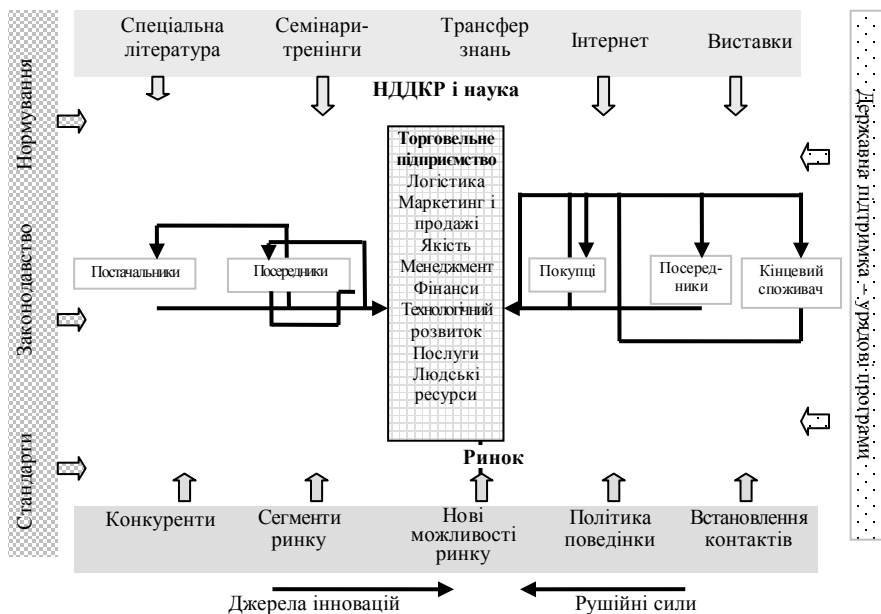 Спеціальна
література
Семінари-
тренінги
Трансфер
знань
Інтернет
Виставки
НДДКР і наука
Нормування
Законодавство
Стандарти
Торговельне
підприємство
Логістика
Маркетинг і
продажі
Якість
Менеджмент
Фінанси
Технологічний
розвиток
Послуги
Людські
ресурси
Постачальники
Посередники
Покупці
Посеред-
ники
Кінцевий
споживач
Державна підтримка – урядові програми
Ринок
Конкуренти
Сегменти
ринку
Нові
можливості
ринку
Політика
поведінки
Встановлення
контактів
Джерела інновацій
Рушійні сили